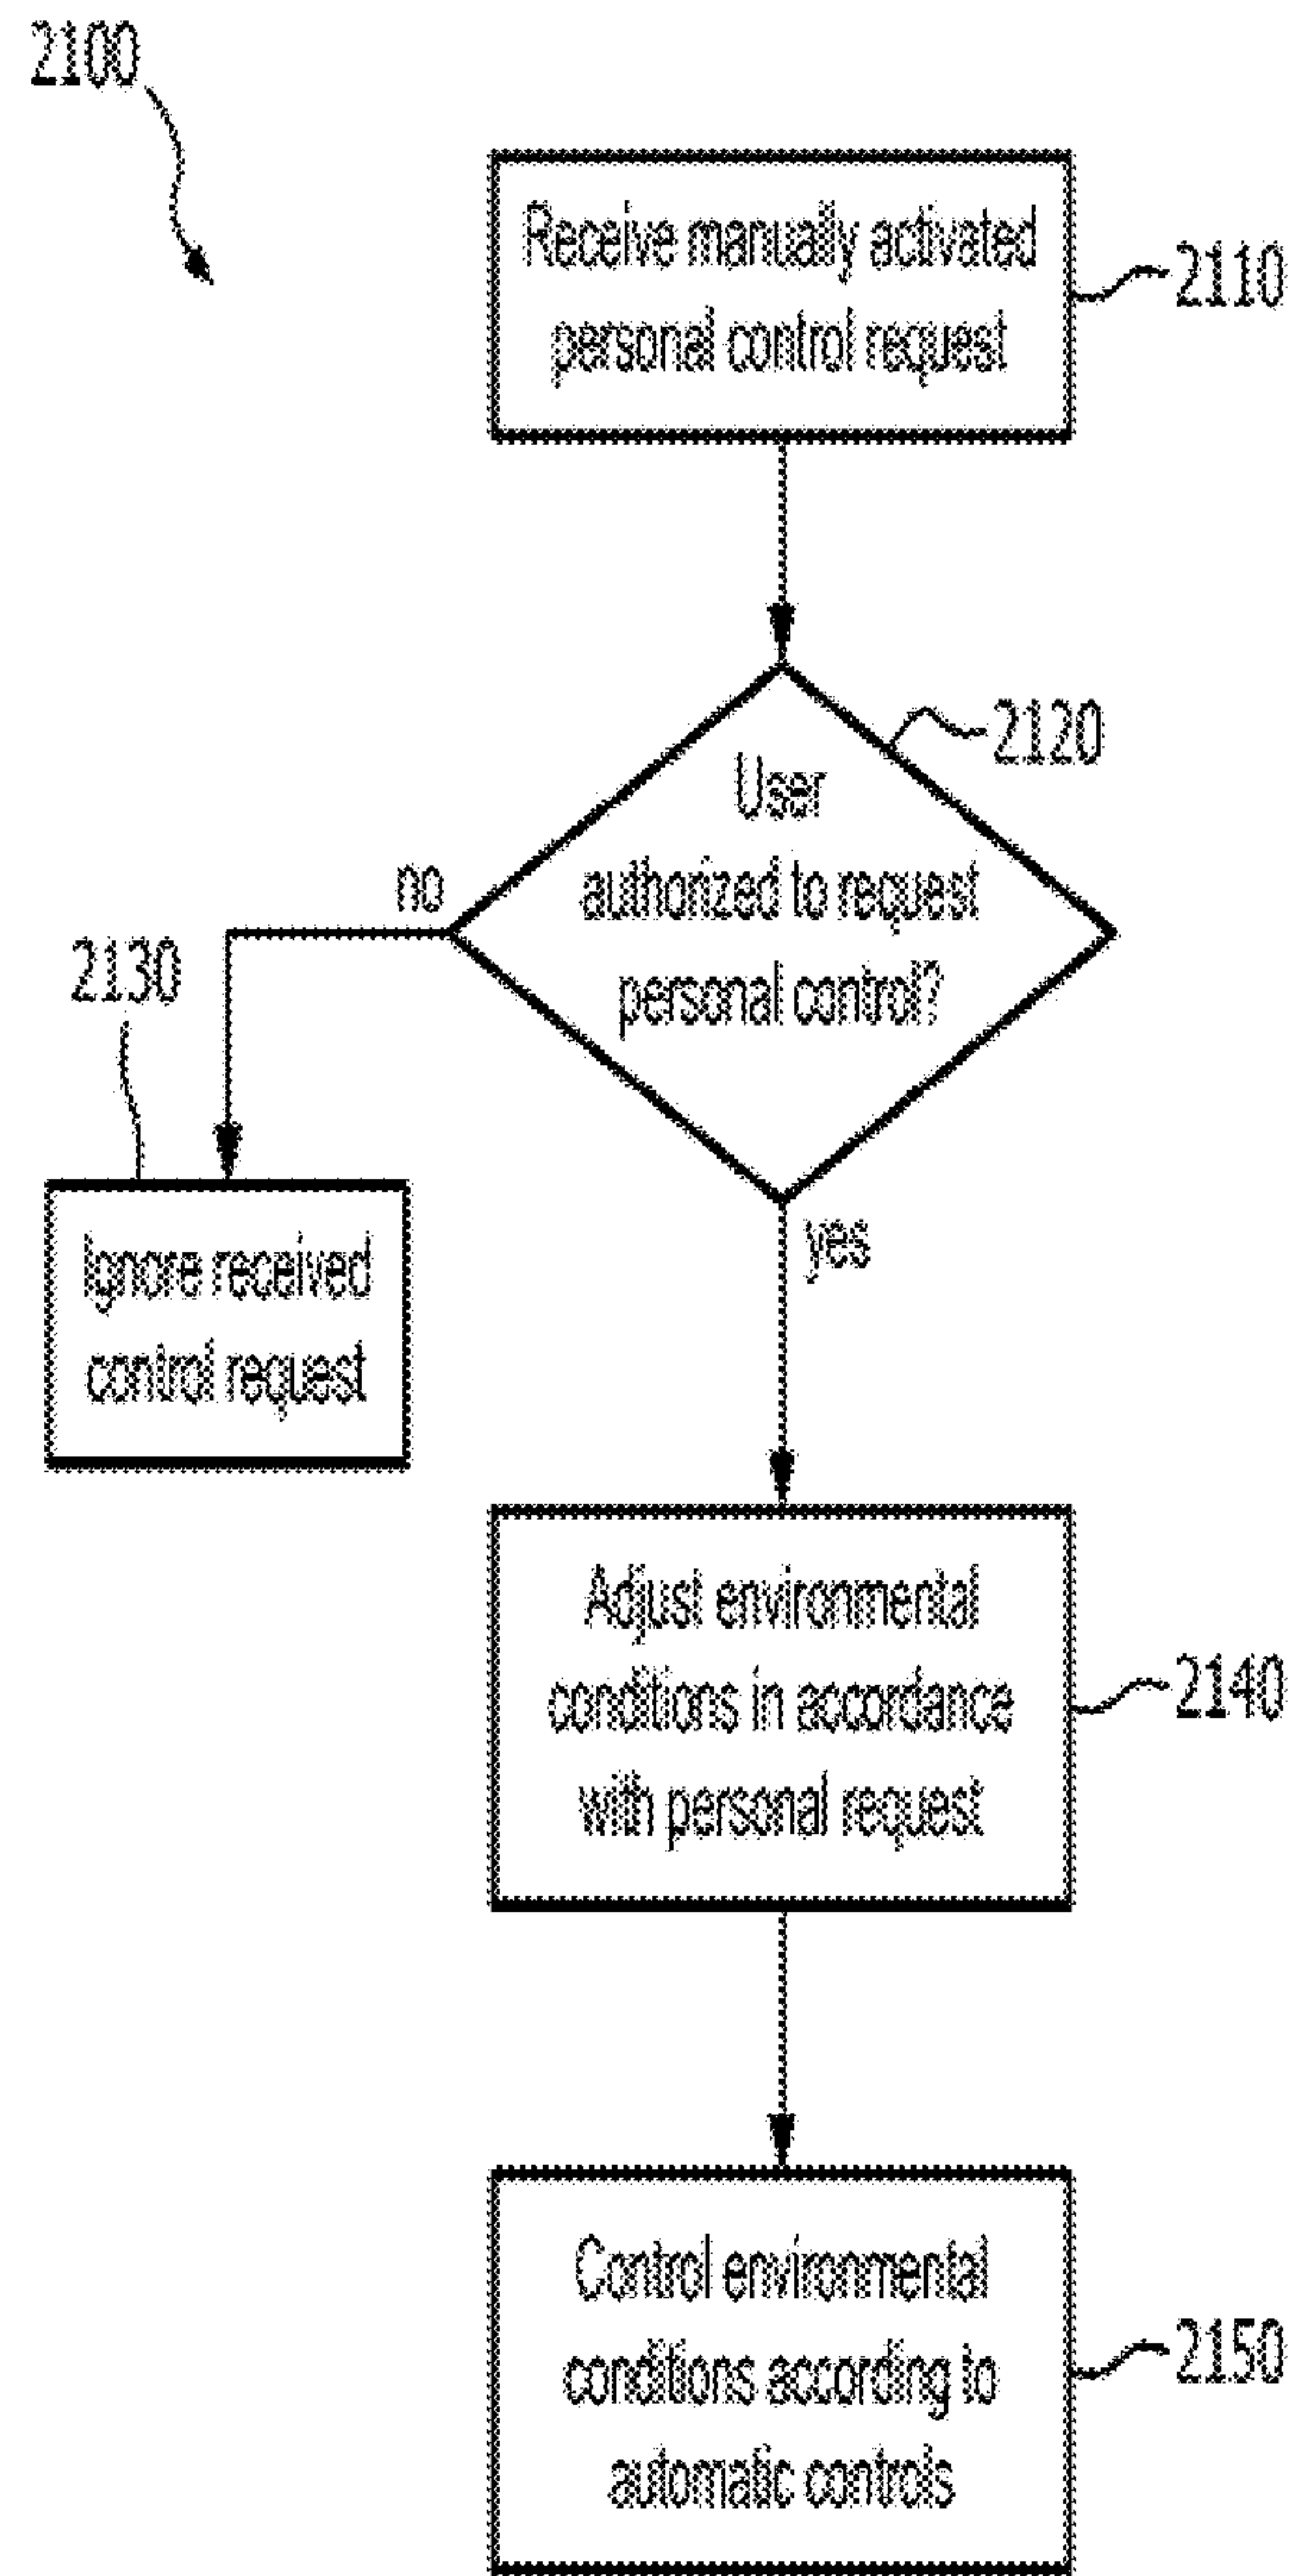 2100
Receive manually activated
personal control request
2110
2120
User
authorized to request
personal control?
no
2130
yes
Ignore received
control request
Adjust environmental
conditions in accordance
with personal request
2140
Control environmental
conditions according to
automatic controls
2150